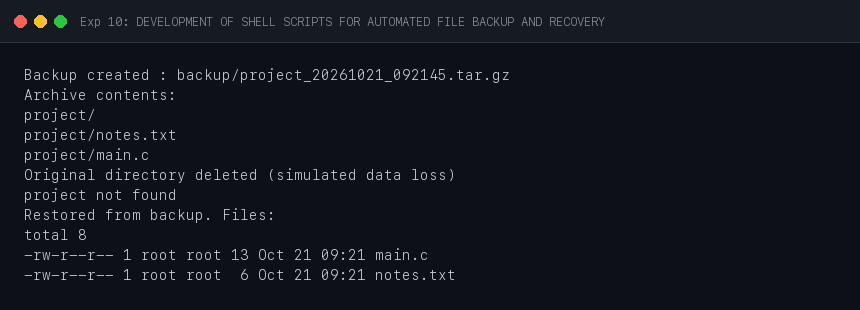 Exp 10: DEVELOPMENT OF SHELL SCRIPTS FOR AUTOMATED FILE BACKUP AND RECOVERY
Backup created : backup/project_20261021_092145.tar.gz
Archive contents:
project/
project/notes.txt
project/main.c
Original directory deleted (simulated data loss)
project not found
Restored from backup. Files:
total 8
-rw-r--r-- 1 root root 13 Oct 21 09:21 main.c
-rw-r--r-- 1 root root  6 Oct 21 09:21 notes.txt